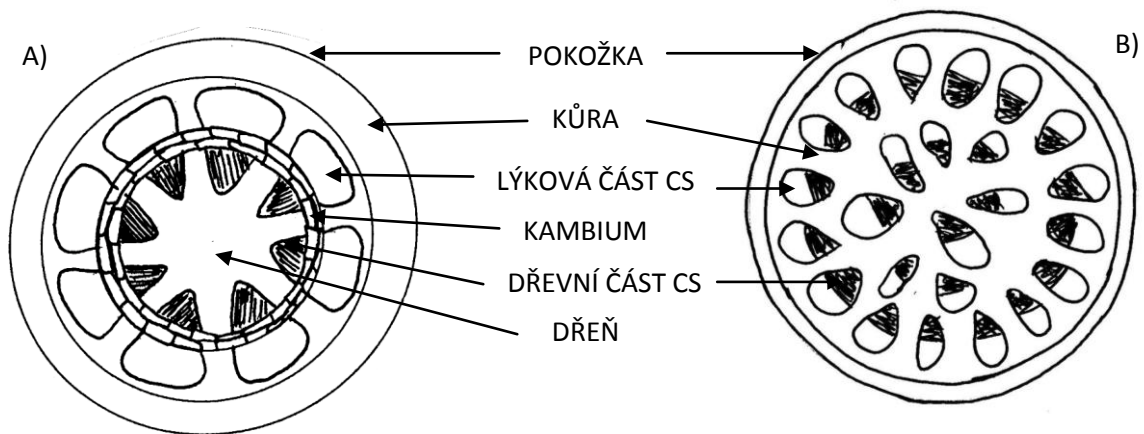 A)
POKOŽKA
B)
KŮRA
LÝKOVÁ ČÁST CS
KAMBIUM
DŘEVNÍ ČÁST CS
DŘEŇ